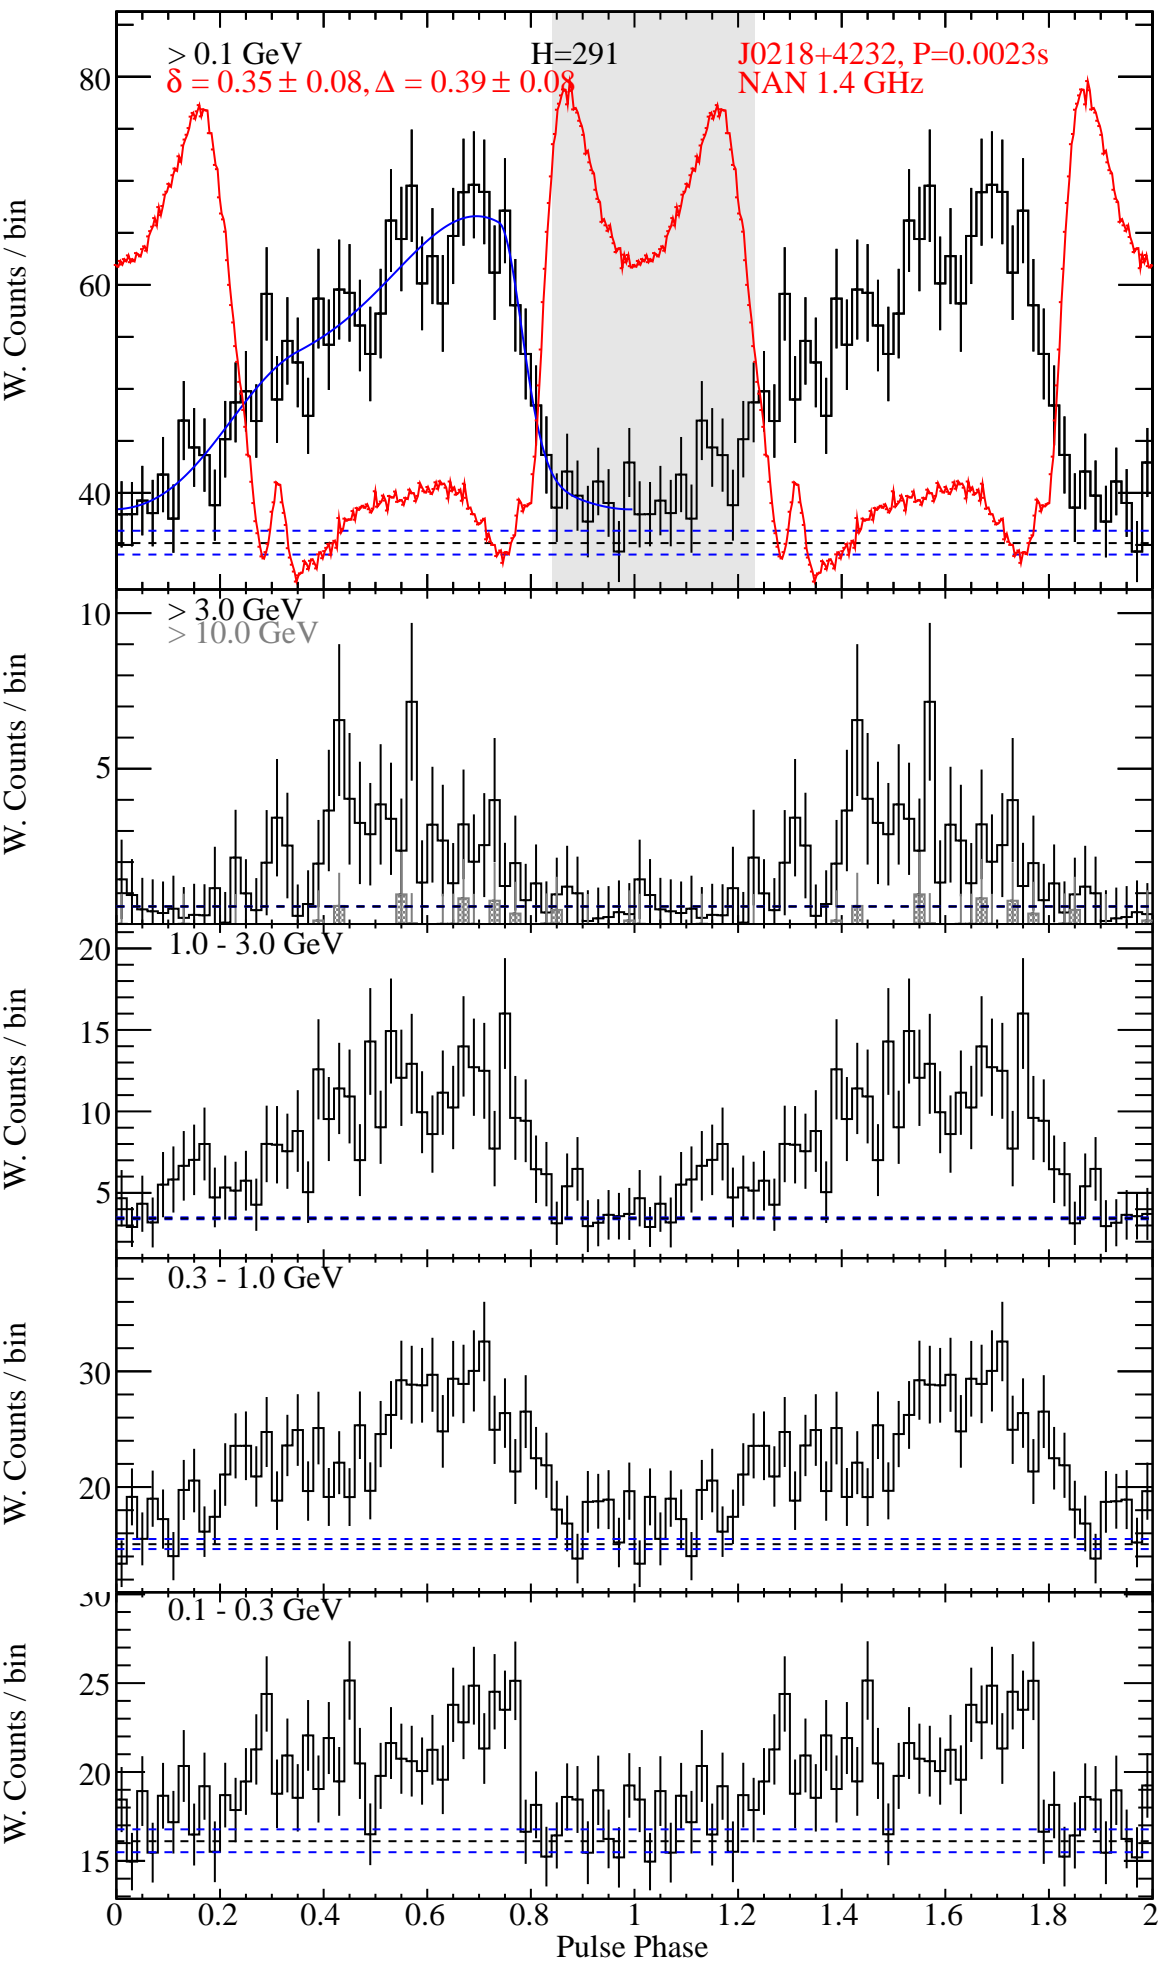 > 0.1 GeV
H=291
J0218+4232, P=0.0023s
δ = 0.35 ± 0.08, Δ = 0.39 ± 0.08
NAN 1.4 GHz
80
60
40
W. Counts / bin
> 3.0 GeV
> 10.0 GeV
10
5
W. Counts / bin
1.0 - 3.0 GeV
20
15
10
5
W. Counts / bin
0.3 - 1.0 GeV
30
20
W. Counts / bin
0.1 - 0.3 GeV
30
25
20
15
W. Counts / bin
0 0.2 0.4 0.6 0.8 1 1.2 1.4 1.6 1.8 2
Pulse Phase